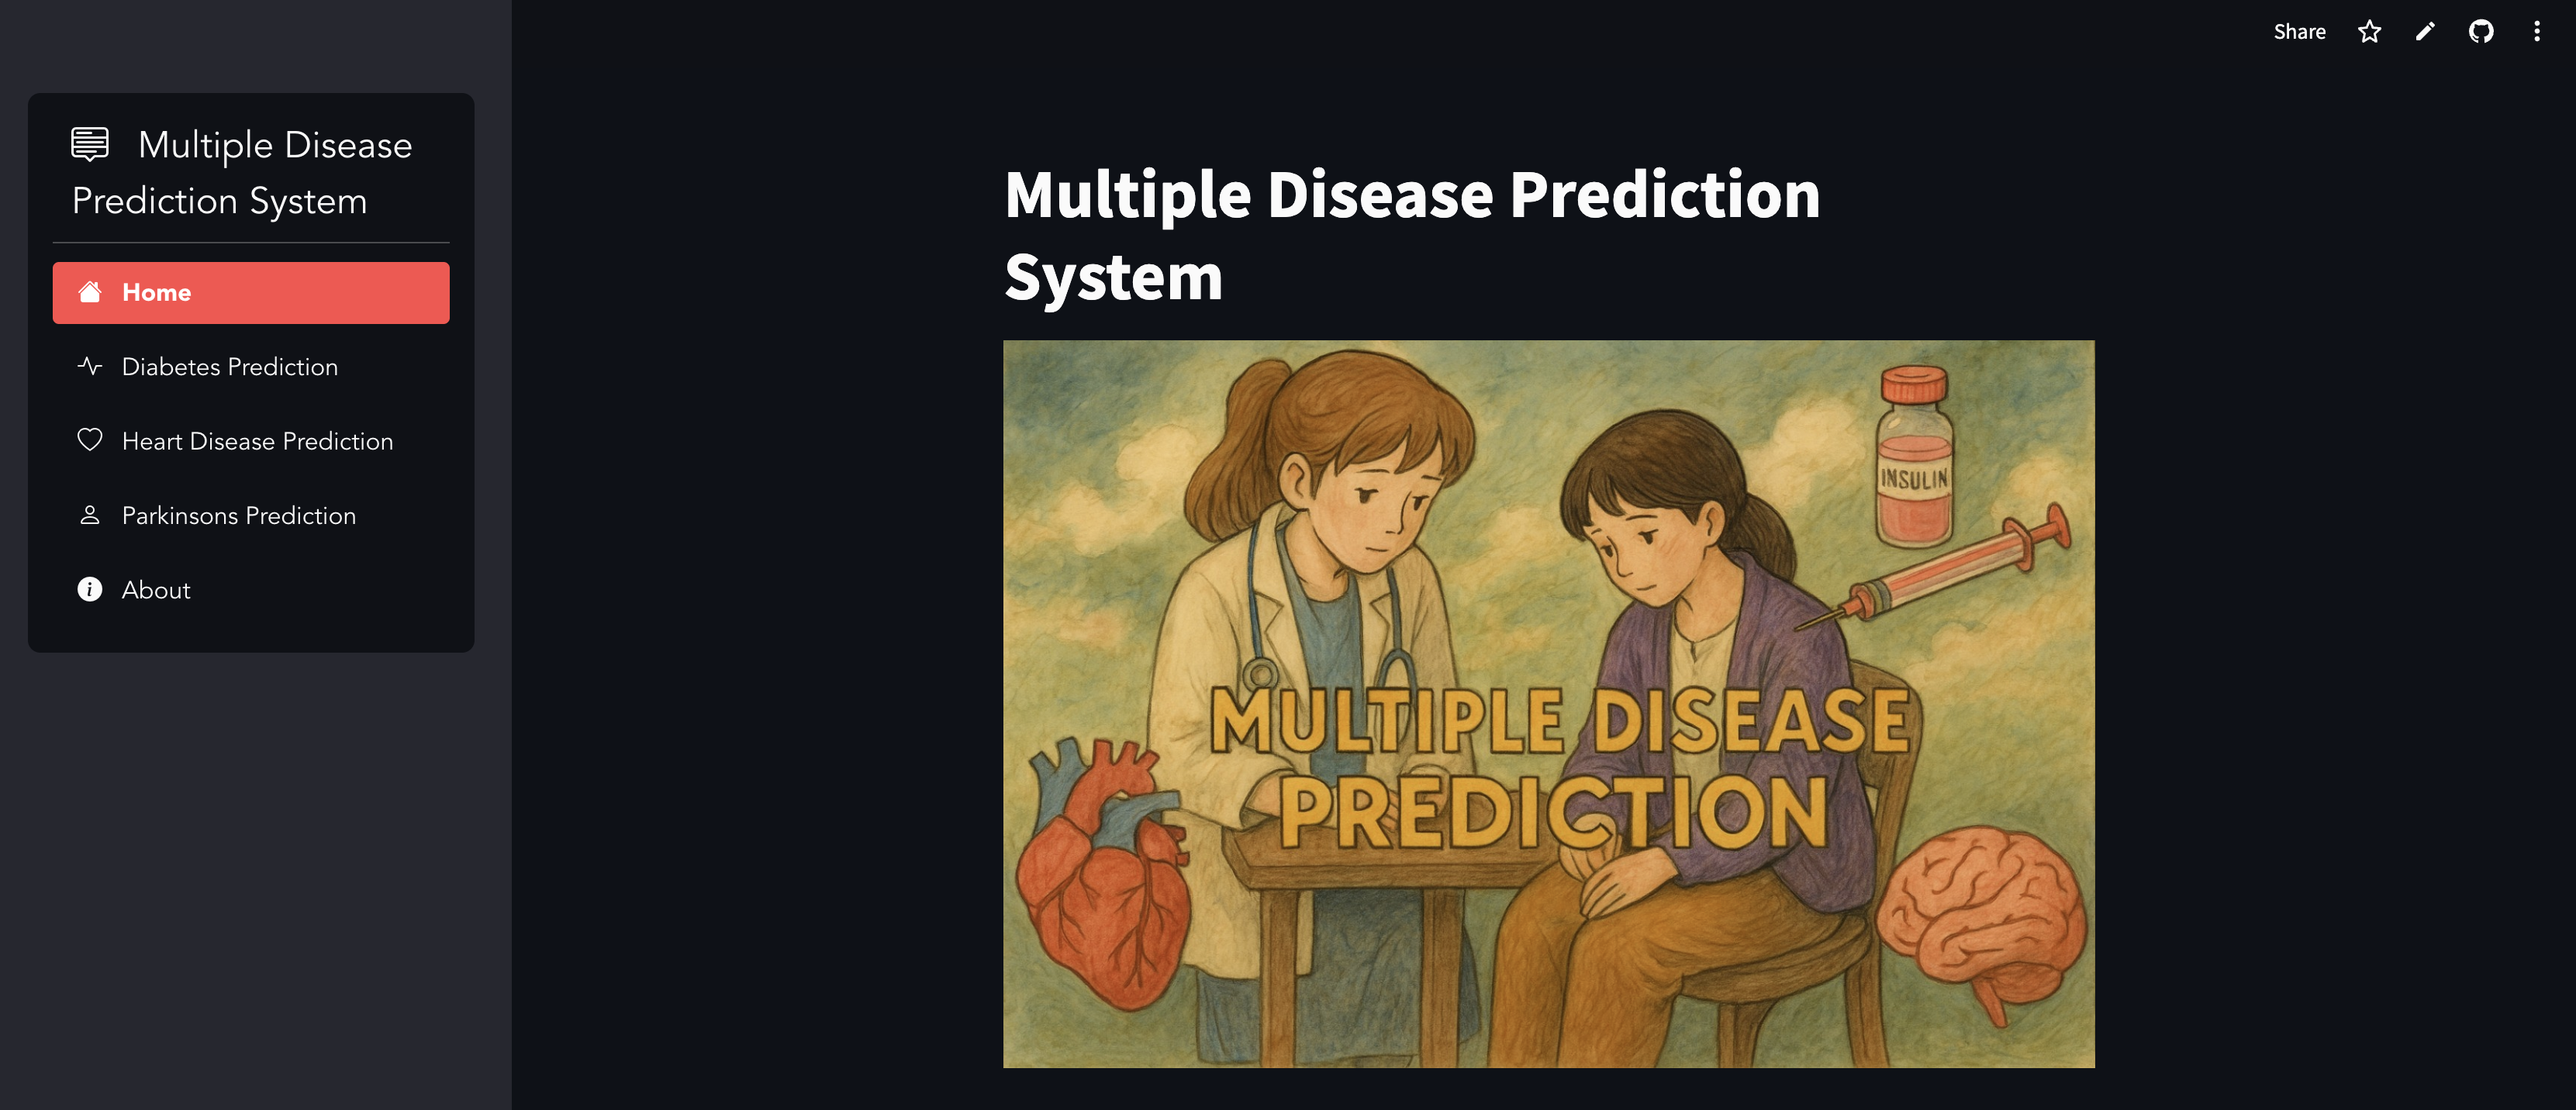 Share
Multiple Disease
Prediction System
Home
Diabetes Prediction
Heart Disease Prediction
Parkinsons Prediction
About
Multiple Disease Prediction
System
INSULIN
MULTIPLE DISEASE
PREDICTION